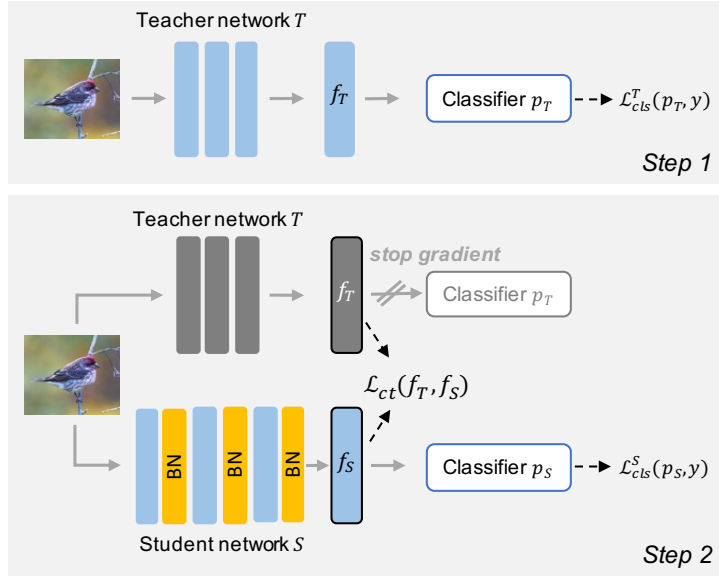 Teacher network T
f_T
Classifier p_T
ℒ^T_cls(p_T, y)
Step 1
Teacher network T
stop gradient
f_T
Classifier p_T
ℒ_ct(f_T, f_S)
BN
BN
BN
f_S
Classifier p_S
ℒ^S_cls(p_S, y)
Student network S
Step 2